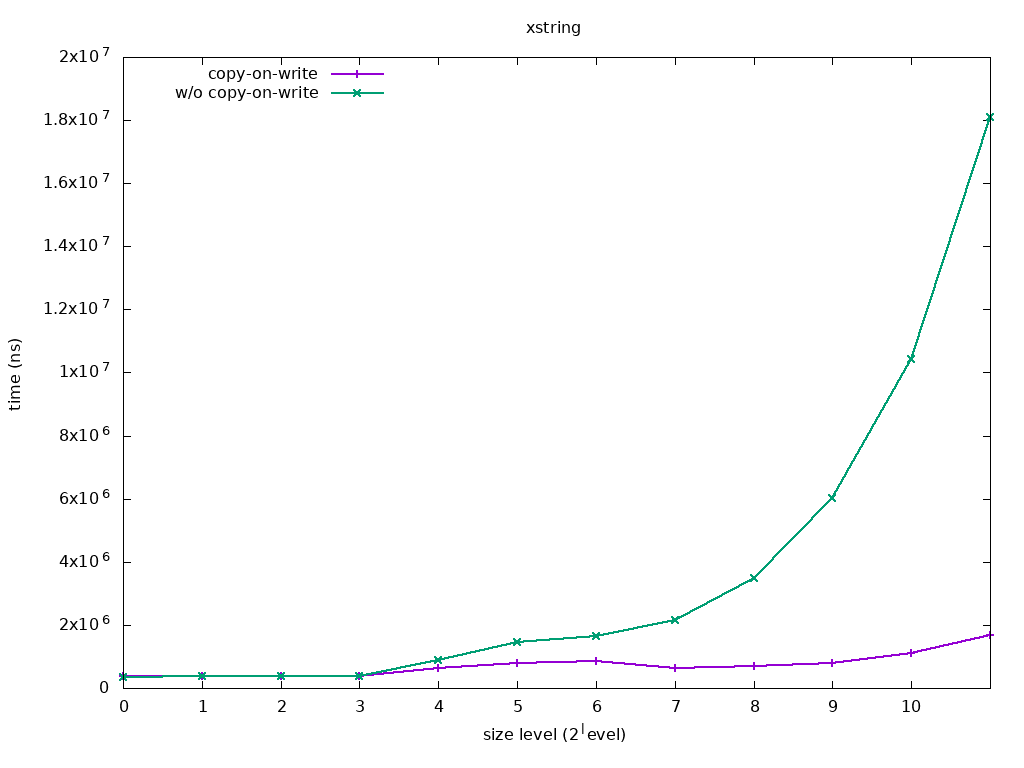 xstring
copy-on-write
w/o copy-on-write
2x10^7
1.8x10^7
1.6x10^7
1.4x10^7
1.2x10^7
1x10^7
8x10^6
6x10^6
4x10^6
2x10^6
0
time (ns)
0 1 2 3 4 5 6 7 8 9 10
size level (2^level)